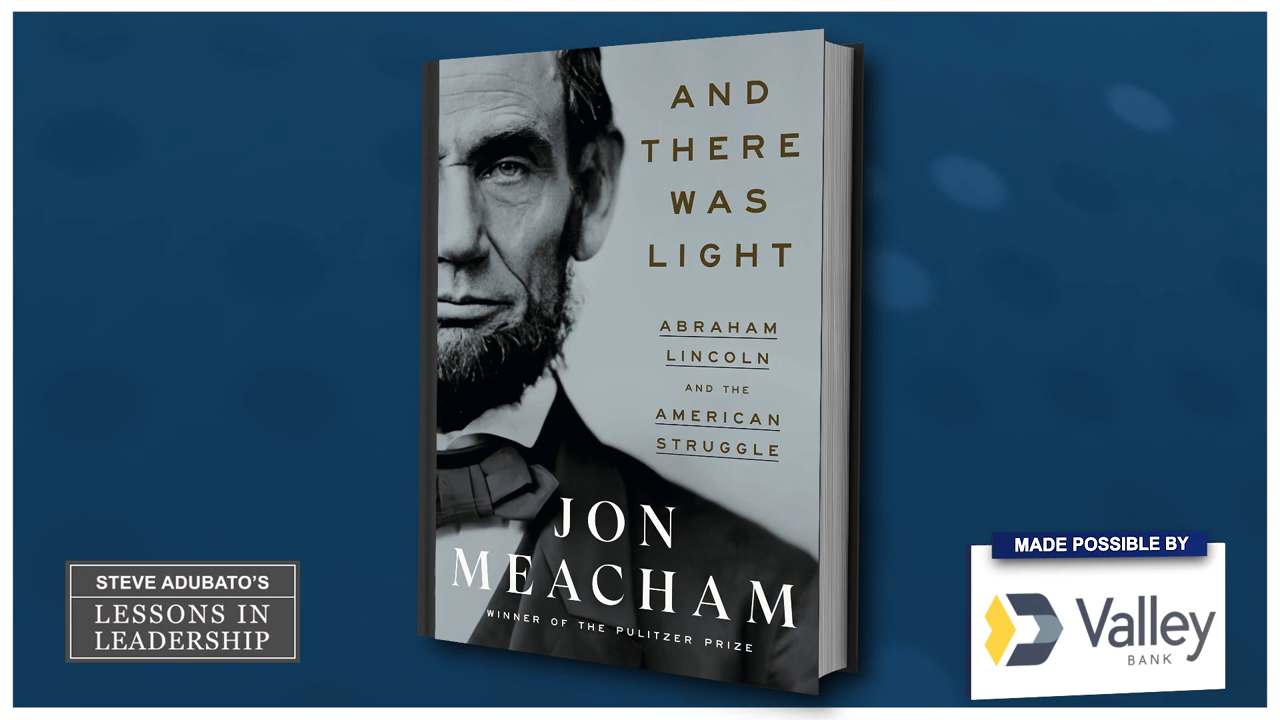 AND
THERE
WAS
LIGHT
ABRAHAM
LINCOLN
AND THE
AMERICAN
STRUGGLE
JON
MEACHAM
WINNER OF THE PULITZER PRIZE
STEVE ADUBATO'S
LESSONS IN
LEADERSHIP
MADE POSSIBLE BY
Valley
BANK